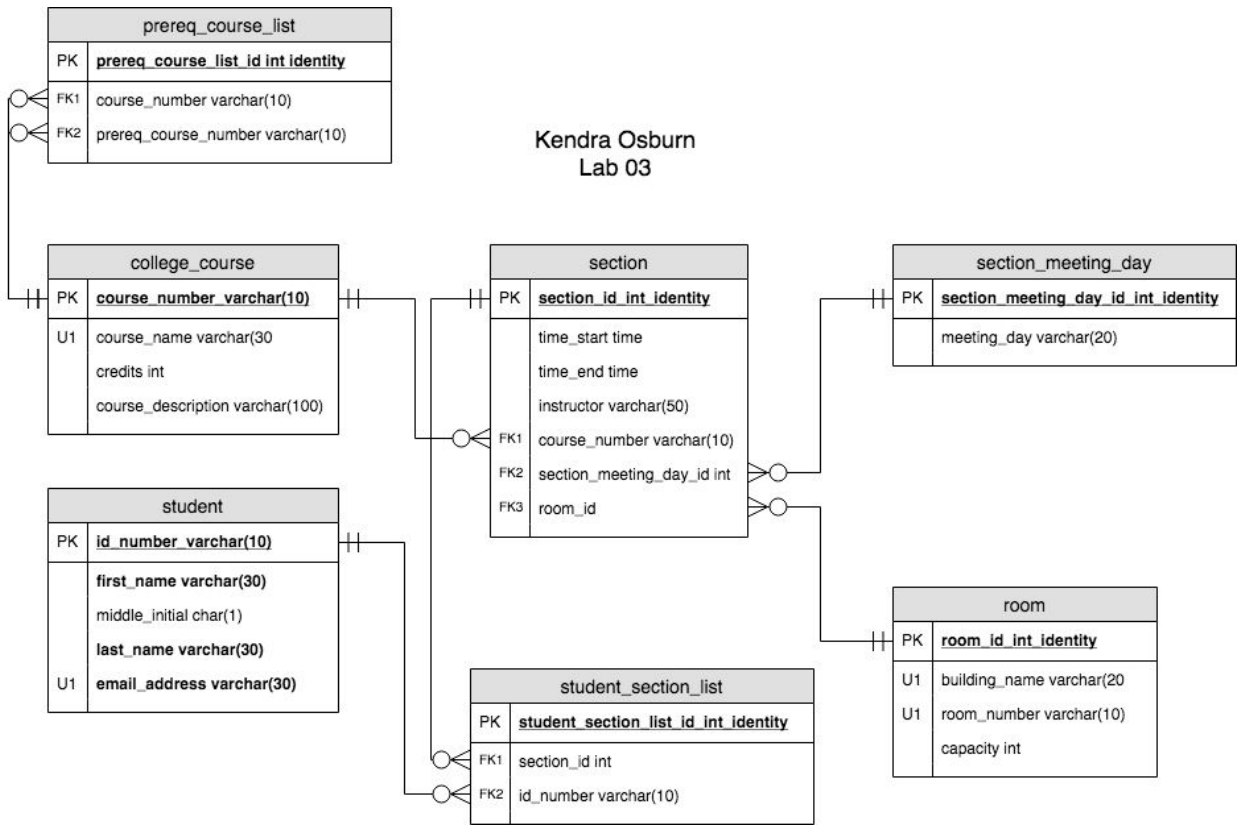 prereq_course_list
PK prereq_course_list_id int identity
FK1 course_number varchar(10)
FK2 prereq_course_number varchar(10)
Kendra Osburn
Lab 03
college_course
PK course_number_varchar(10)
U1 course_name varchar(30
credits int
course_description varchar(100)
section
PK section_id_int_identity
time_start time
time_end time
instructor varchar(50)
FK1 course_number varchar(10)
FK2 section_meeting_day_id int
FK3 room_id
section_meeting_day
PK section_meeting_day_id_int_identity
meeting_day varchar(20)
student
PK id_number_varchar(10)
first_name varchar(30)
middle_initial char(1)
last_name varchar(30)
U1 email_address varchar(30)
student_section_list
PK student_section_list_id_int_identity
FK1 section_id int
FK2 id_number varchar(10)
room
PK room_id_int_identity
U1 building_name varchar(20
U1 room_number varchar(10)
capacity int